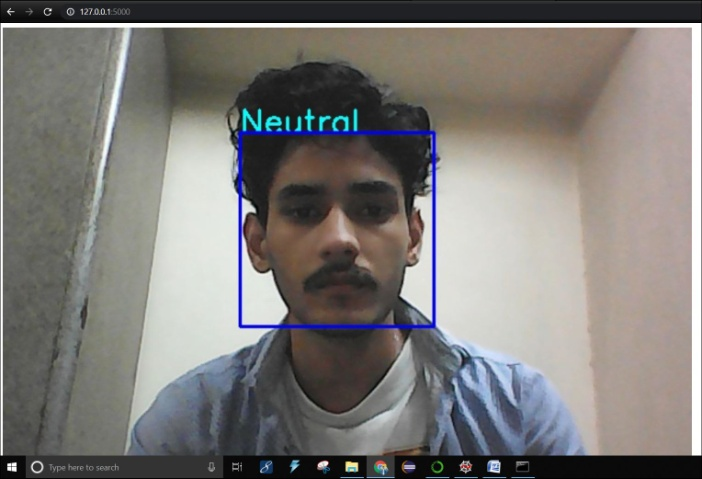 127.0.0.1:5000
Neutral
Type here to search